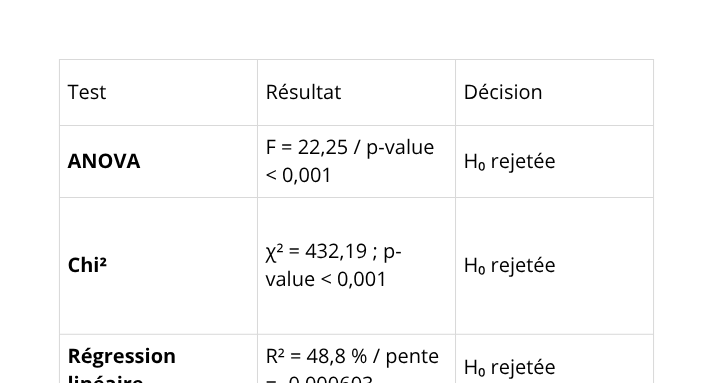 Test
Résultat
Décision
ANOVA
F = 22,25 / p-value
< 0,001
H₀ rejetée
Chi²
χ² = 432,19 ; p-
value < 0,001
H₀ rejetée
Régression
linéaire
R² = 48,8 % / pente
= -0,000603
H₀ rejetée